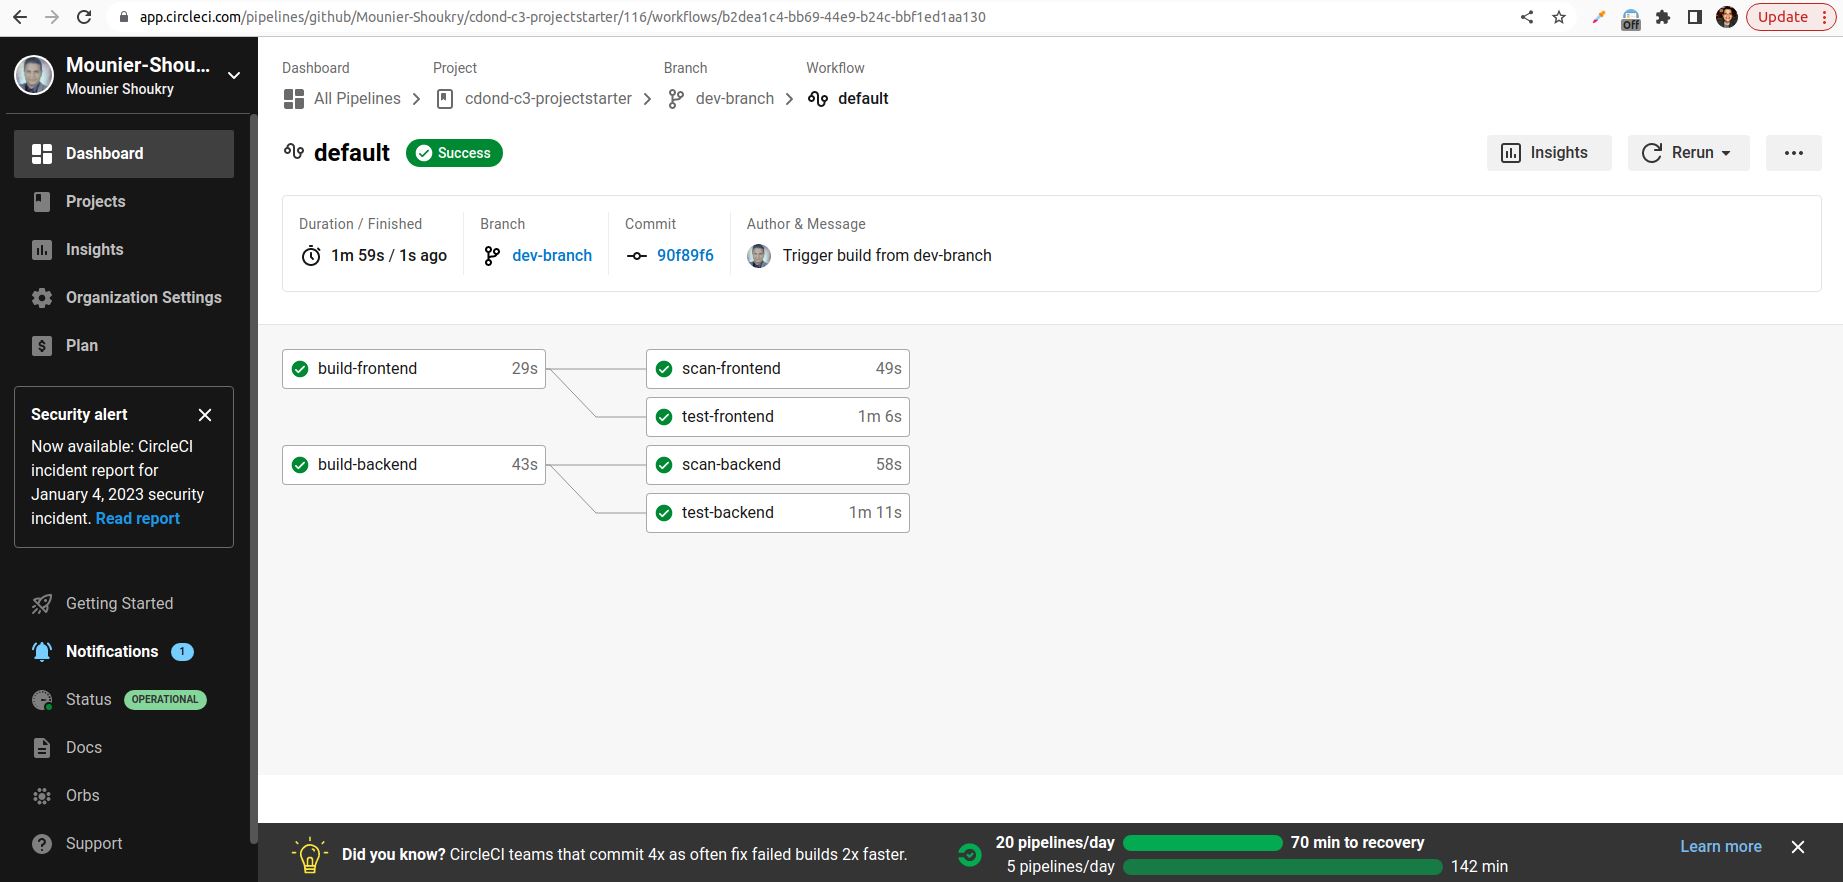 app.circleci.com/pipelines/github/Mounier-Shoukry/cdond-c3-projectstarter/116/workflows/b2dea1c4-bb69-44e9-b24c-bbf1ed1aa130
Off
Update
Mounier-Shou...
Mounier Shoukry
Dashboard
Projects
Insights
Organization Settings
Plan
Security alert
Now available: CircleCI
incident report for
January 4, 2023 security
incident. Read report
Getting Started
Notifications 1
Status OPERATIONAL
Docs
Orbs
Support
Dashboard Project Branch Workflow
All Pipelines cdond-c3-projectstarter dev-branch default
default Success
Insights Rerun
Duration / Finished Branch Commit Author & Message
1m 59s / 1s ago dev-branch 90f89f6 Trigger build from dev-branch
build-frontend 29s scan-frontend 49s
test-frontend 1m 6s
build-backend 43s scan-backend 58s
test-backend 1m 11s
Did you know? CircleCI teams that commit 4x as often fix failed builds 2x faster.
20 pipelines/day 70 min to recovery
5 pipelines/day 142 min
Learn more